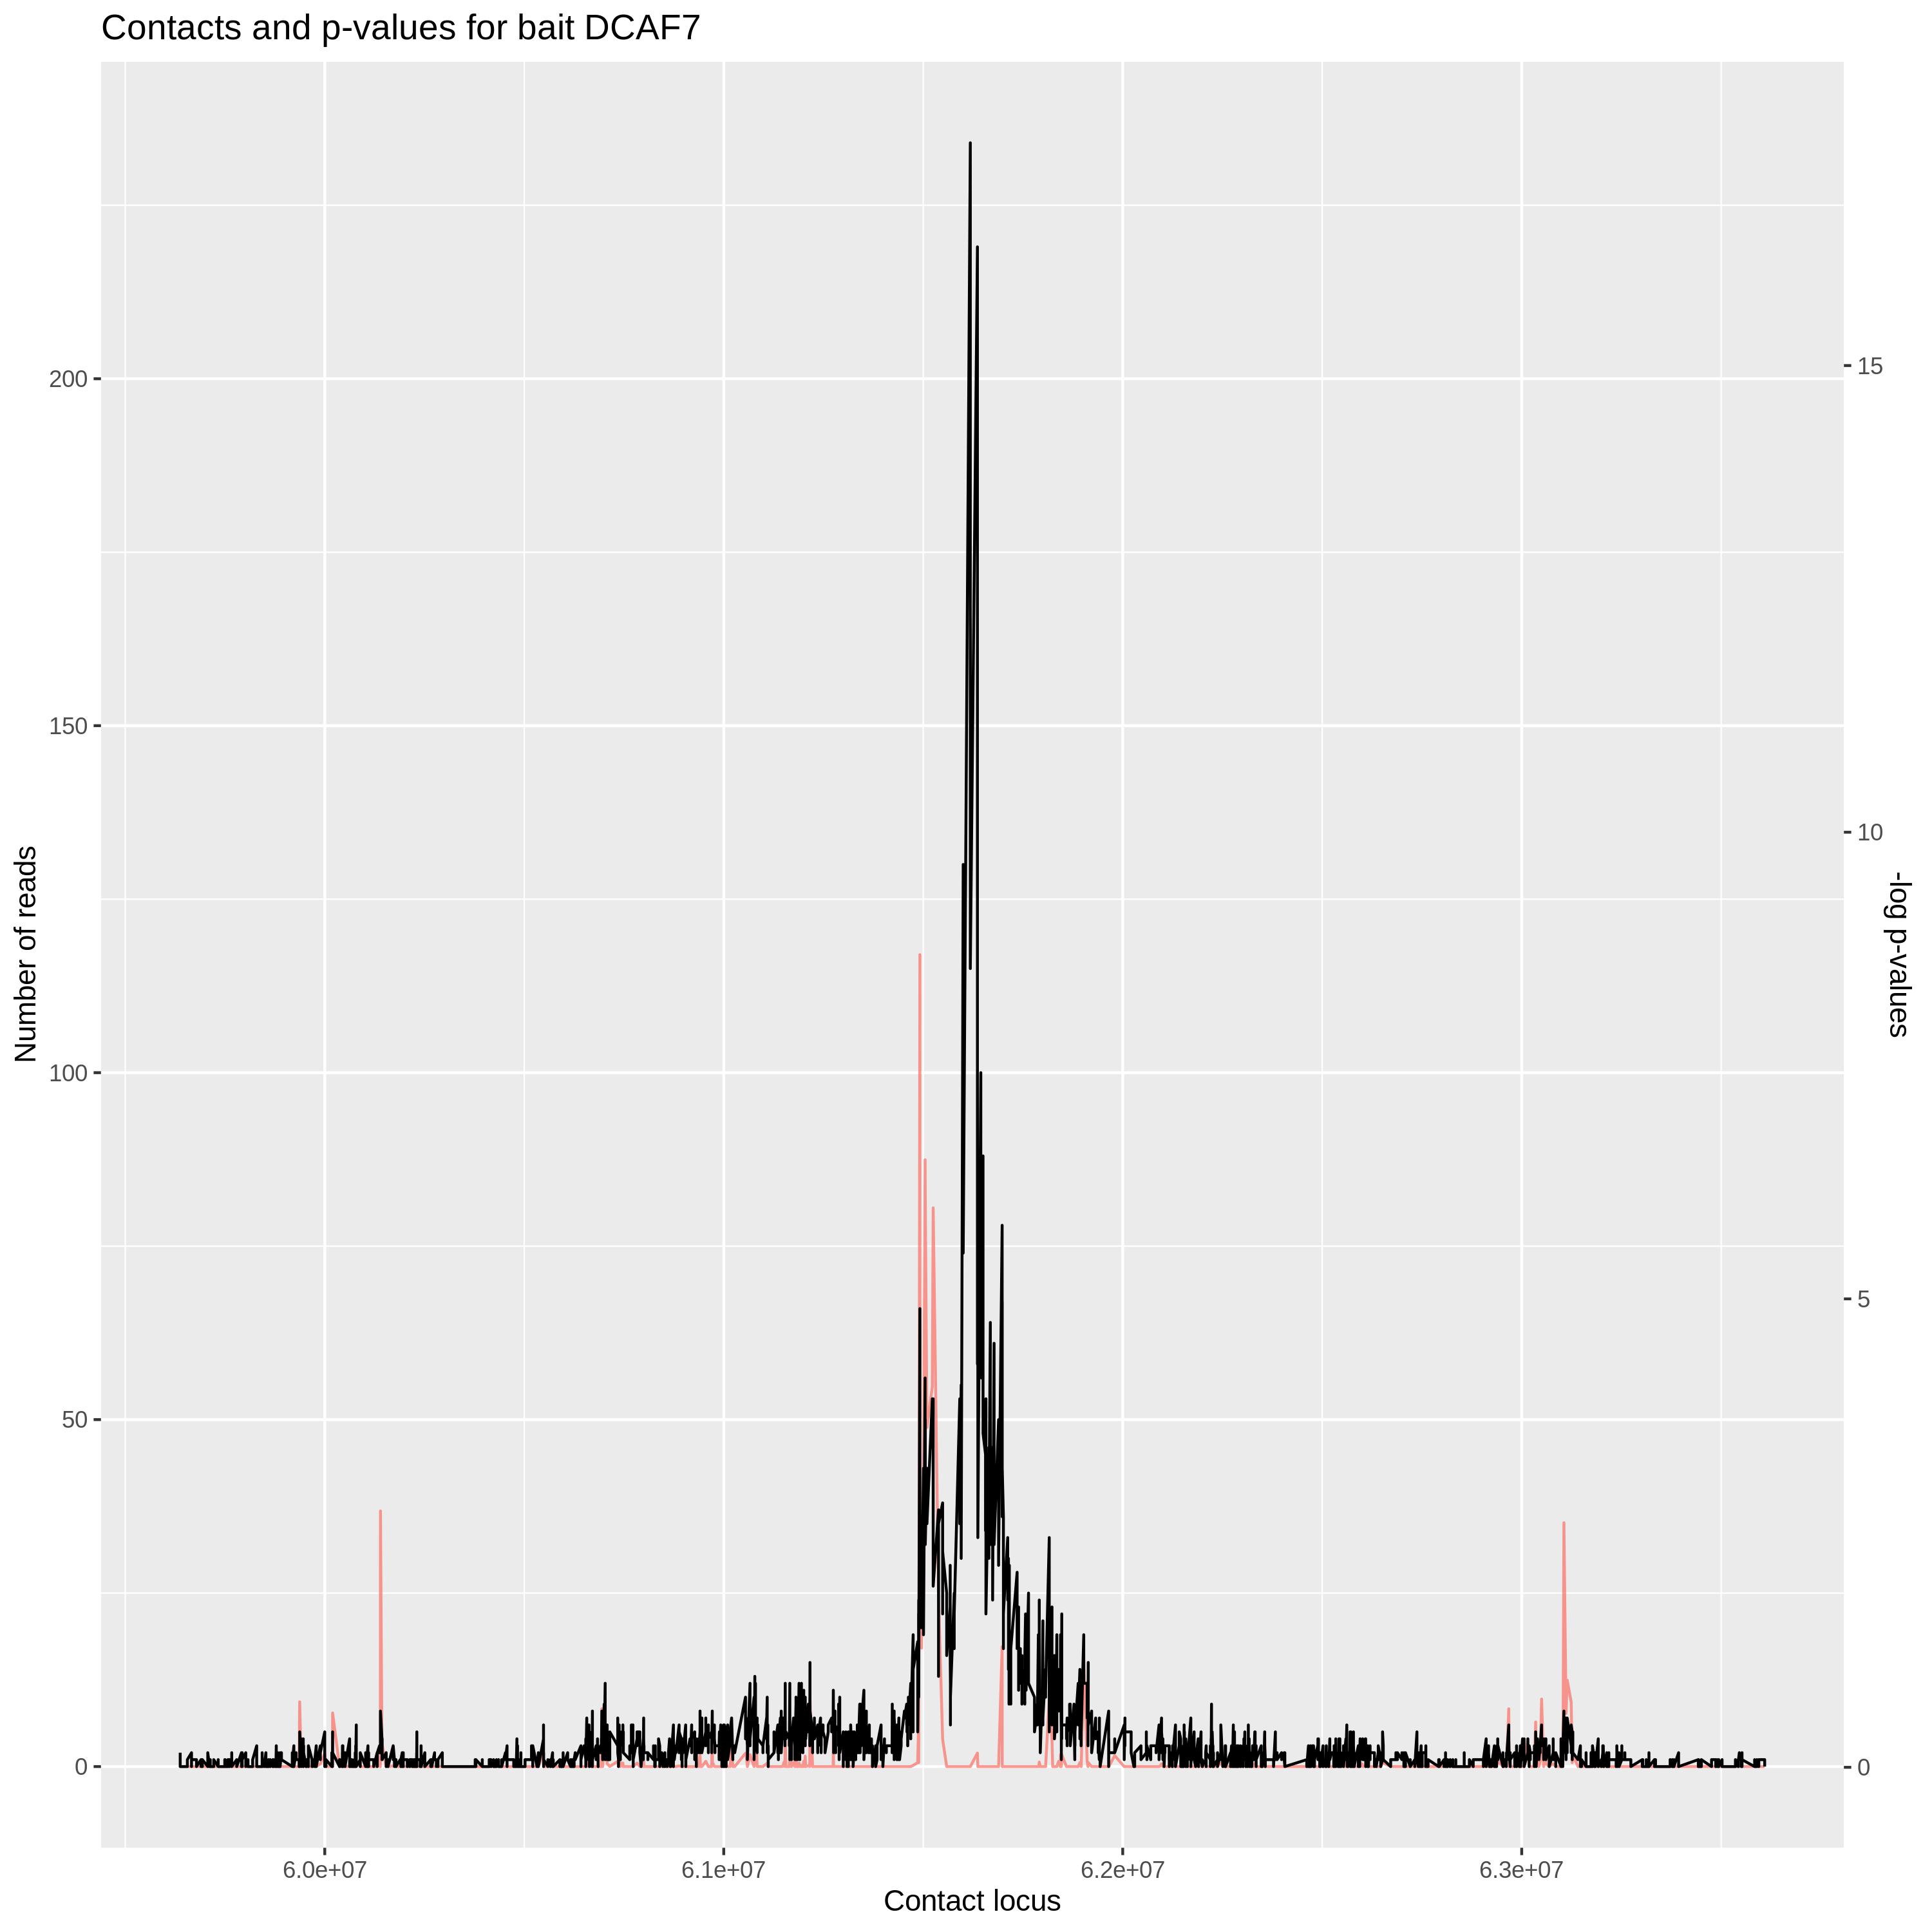 Contacts and p-values for bait DCAF7
Number of reads
200
150
100
50
0
15
10
5
0
-log p-values
6.0e+07
6.1e+07
6.2e+07
6.3e+07
Contact locus